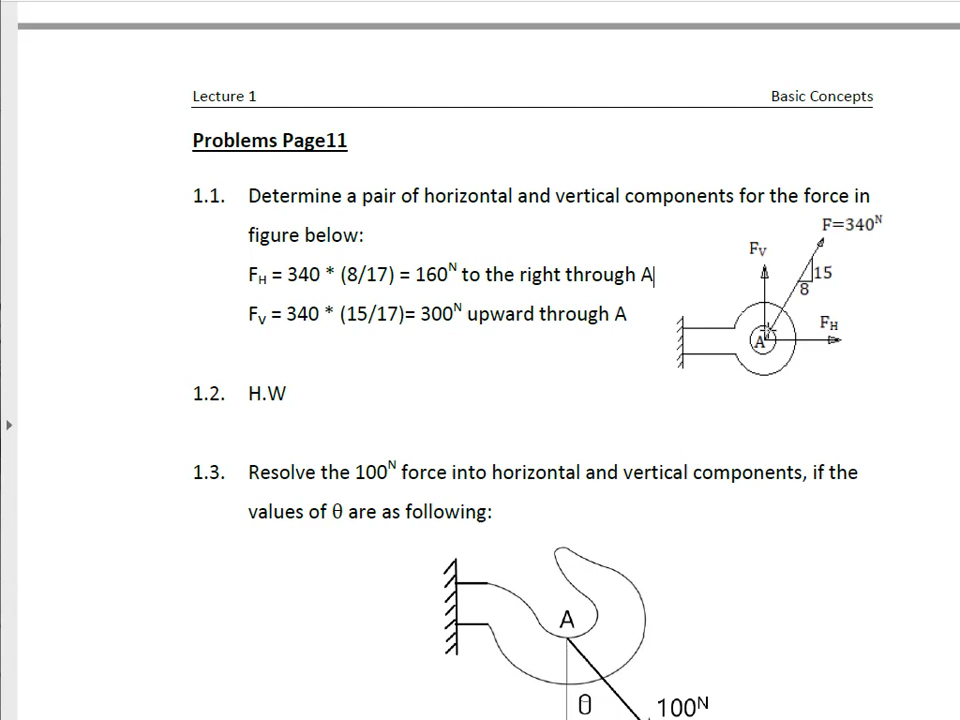 Lecture 1 Basic Concepts
Problems Page11
1.1. Determine a pair of horizontal and vertical components for the force in
figure below:
F=340ᴺ
Fv
15
8
Fₕ = 340 * (8/17) = 160ᴺ to the right through A
Fᵥ = 340 * (15/17)= 300ᴺ upward through A
FH
A
1.2. H.W
1.3. Resolve the 100ᴺ force into horizontal and vertical components, if the
values of θ are as following:
A
θ 100ᴺ